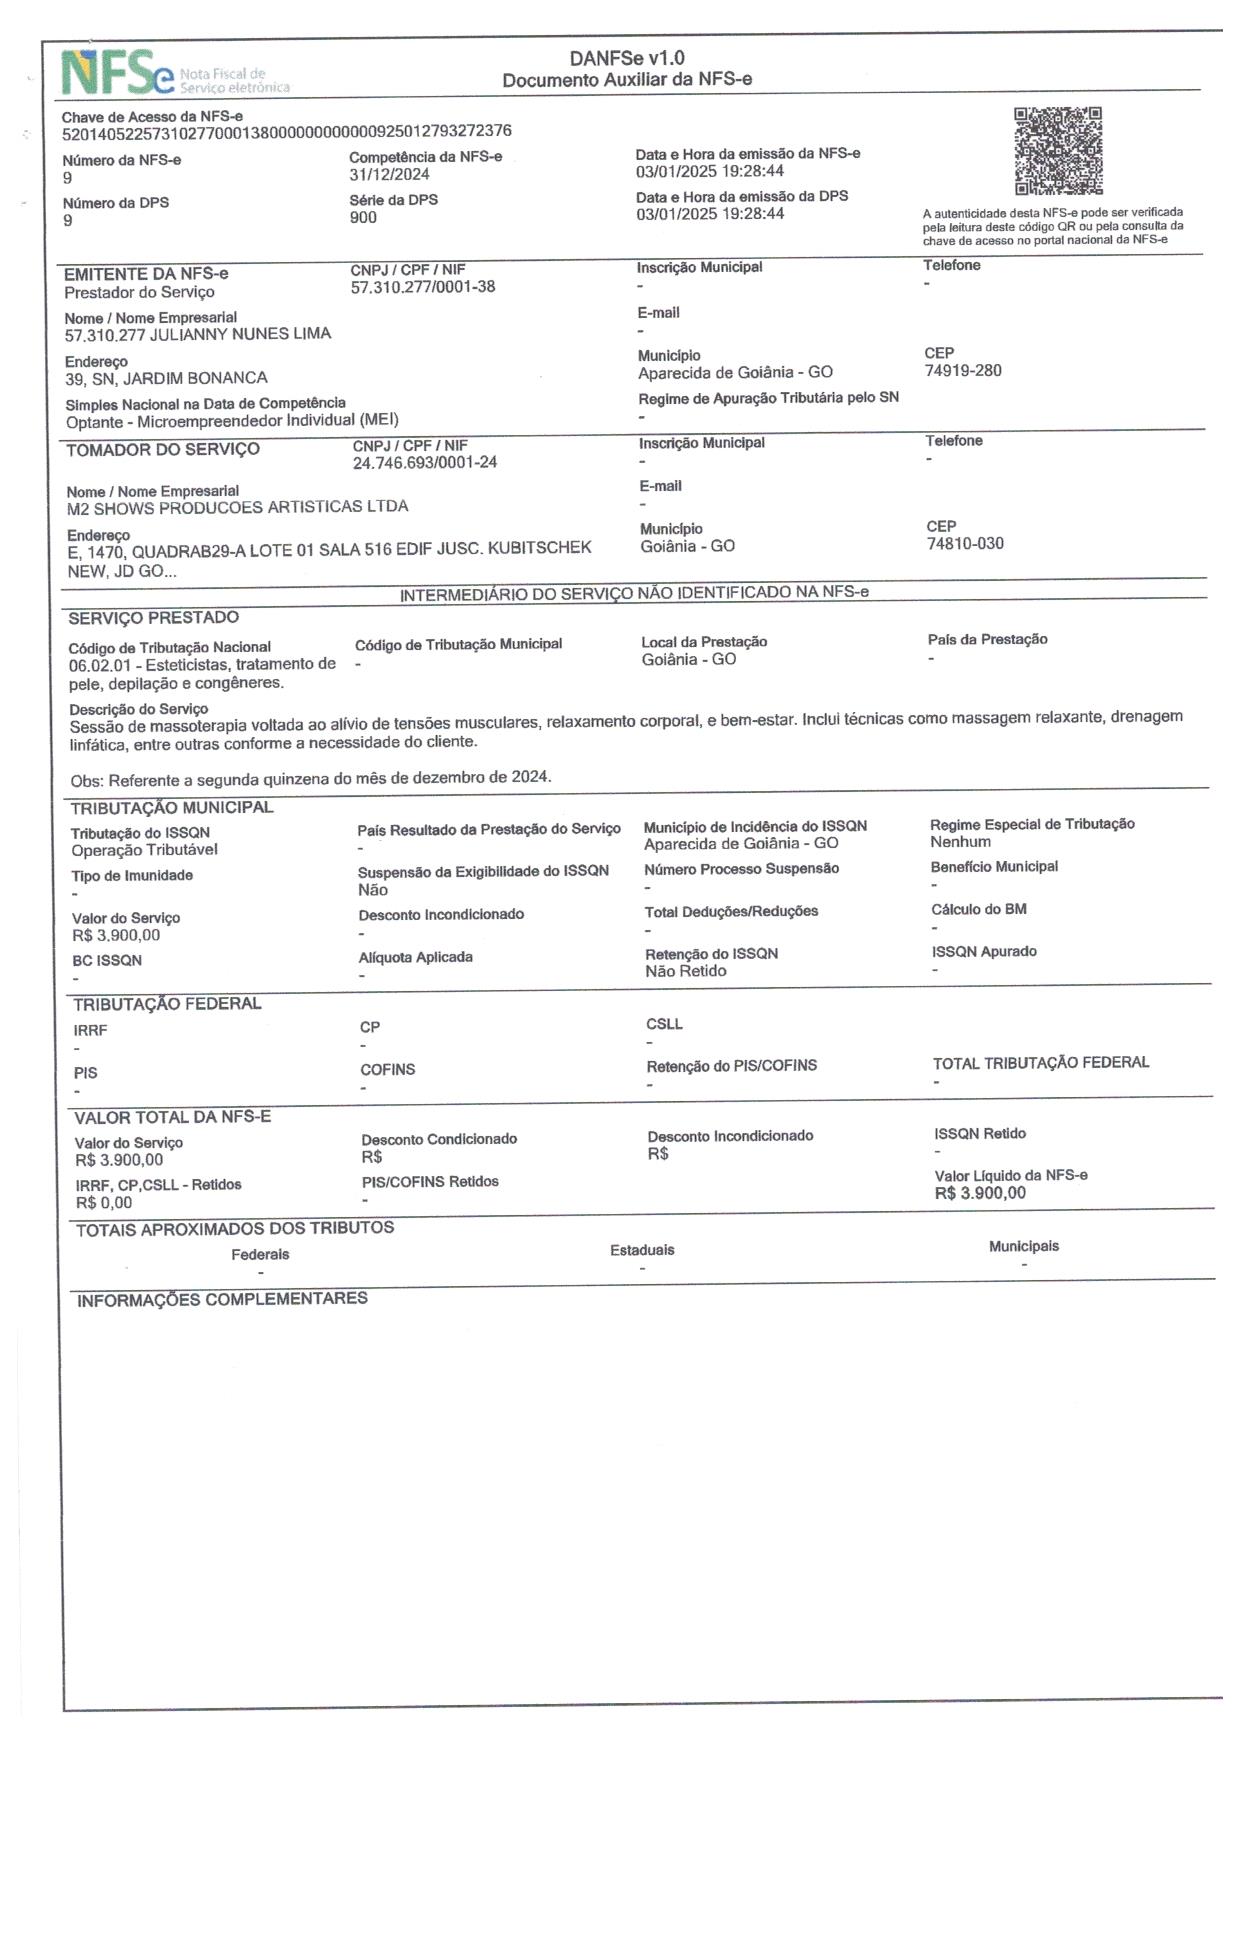 NFSe Nota Fiscal de
Serviço eletrônica
DANFSe v1.0
Documento Auxiliar da NFS-e
Chave de Acesso da NFS-e
52014052257310277000138000000000000925012793272376
Número da NFS-e
9
Competência da NFS-e
31/12/2024
Data e Hora da emissão da NFS-e
03/01/2025 19:28:44
Número da DPS
9
Série da DPS
900
Data e Hora da emissão da DPS
03/01/2025 19:28:44
A autenticidade desta NFS-e pode ser verificada
pela leitura deste código QR ou pela consulta da
chave de acesso no portal nacional da NFS-e
EMITENTE DA NFS-e
Prestador do Serviço
CNPJ / CPF / NIF
57.310.277/0001-38
Inscrição Municipal
-
Telefone
-
Nome / Nome Empresarial
57.310.277 JULIANNY NUNES LIMA
E-mail
-
Endereço
39, SN, JARDIM BONANCA
Município
Aparecida de Goiânia - GO
CEP
74919-280
Simples Nacional na Data de Competência
Optante - Microempreendedor Individual (MEI)
Regime de Apuração Tributária pelo SN
-
TOMADOR DO SERVIÇO
CNPJ / CPF / NIF
24.746.693/0001-24
Inscrição Municipal
-
Telefone
-
Nome / Nome Empresarial
M2 SHOWS PRODUCOES ARTISTICAS LTDA
E-mail
-
Endereço
E, 1470, QUADRAB29-A LOTE 01 SALA 516 EDIF JUSC. KUBITSCHEK
NEW, JD GO...
Município
Goiânia - GO
CEP
74810-030
INTERMEDIÁRIO DO SERVIÇO NÃO IDENTIFICADO NA NFS-e
SERVIÇO PRESTADO
Código de Tributação Nacional
06.02.01 - Esteticistas, tratamento de
pele, depilação e congêneres.
Código de Tributação Municipal
-
Local da Prestação
Goiânia - GO
País da Prestação
-
Descrição do Serviço
Sessão de massoterapia voltada ao alívio de tensões musculares, relaxamento corporal, e bem-estar. Inclui técnicas como massagem relaxante, drenagem
linfática, entre outras conforme a necessidade do cliente.
Obs: Referente a segunda quinzena do mês de dezembro de 2024.
TRIBUTAÇÃO MUNICIPAL
Tributação do ISSQN
Operação Tributável
País Resultado da Prestação do Serviço
-
Município de Incidência do ISSQN
Aparecida de Goiânia - GO
Regime Especial de Tributação
Nenhum
Tipo de Imunidade
-
Suspensão da Exigibilidade do ISSQN
Não
Número Processo Suspensão
-
Benefício Municipal
-
Valor do Serviço
R$ 3.900,00
Desconto Incondicionado
-
Total Deduções/Reduções
-
Cálculo do BM
-
BC ISSQN
-
Alíquota Aplicada
-
Retenção do ISSQN
Não Retido
ISSQN Apurado
-
TRIBUTAÇÃO FEDERAL
IRRF
-
CP
-
CSLL
-
PIS
-
COFINS
-
Retenção do PIS/COFINS
-
TOTAL TRIBUTAÇÃO FEDERAL
-
VALOR TOTAL DA NFS-E
Valor do Serviço
R$ 3.900,00
Desconto Condicionado
R$
Desconto Incondicionado
R$
ISSQN Retido
-
IRRF, CP,CSLL - Retidos
R$ 0,00
PIS/COFINS Retidos
-
Valor Líquido da NFS-e
R$ 3.900,00
TOTAIS APROXIMADOS DOS TRIBUTOS
Federais
-
Estaduais
-
Municipais
-
INFORMAÇÕES COMPLEMENTARES